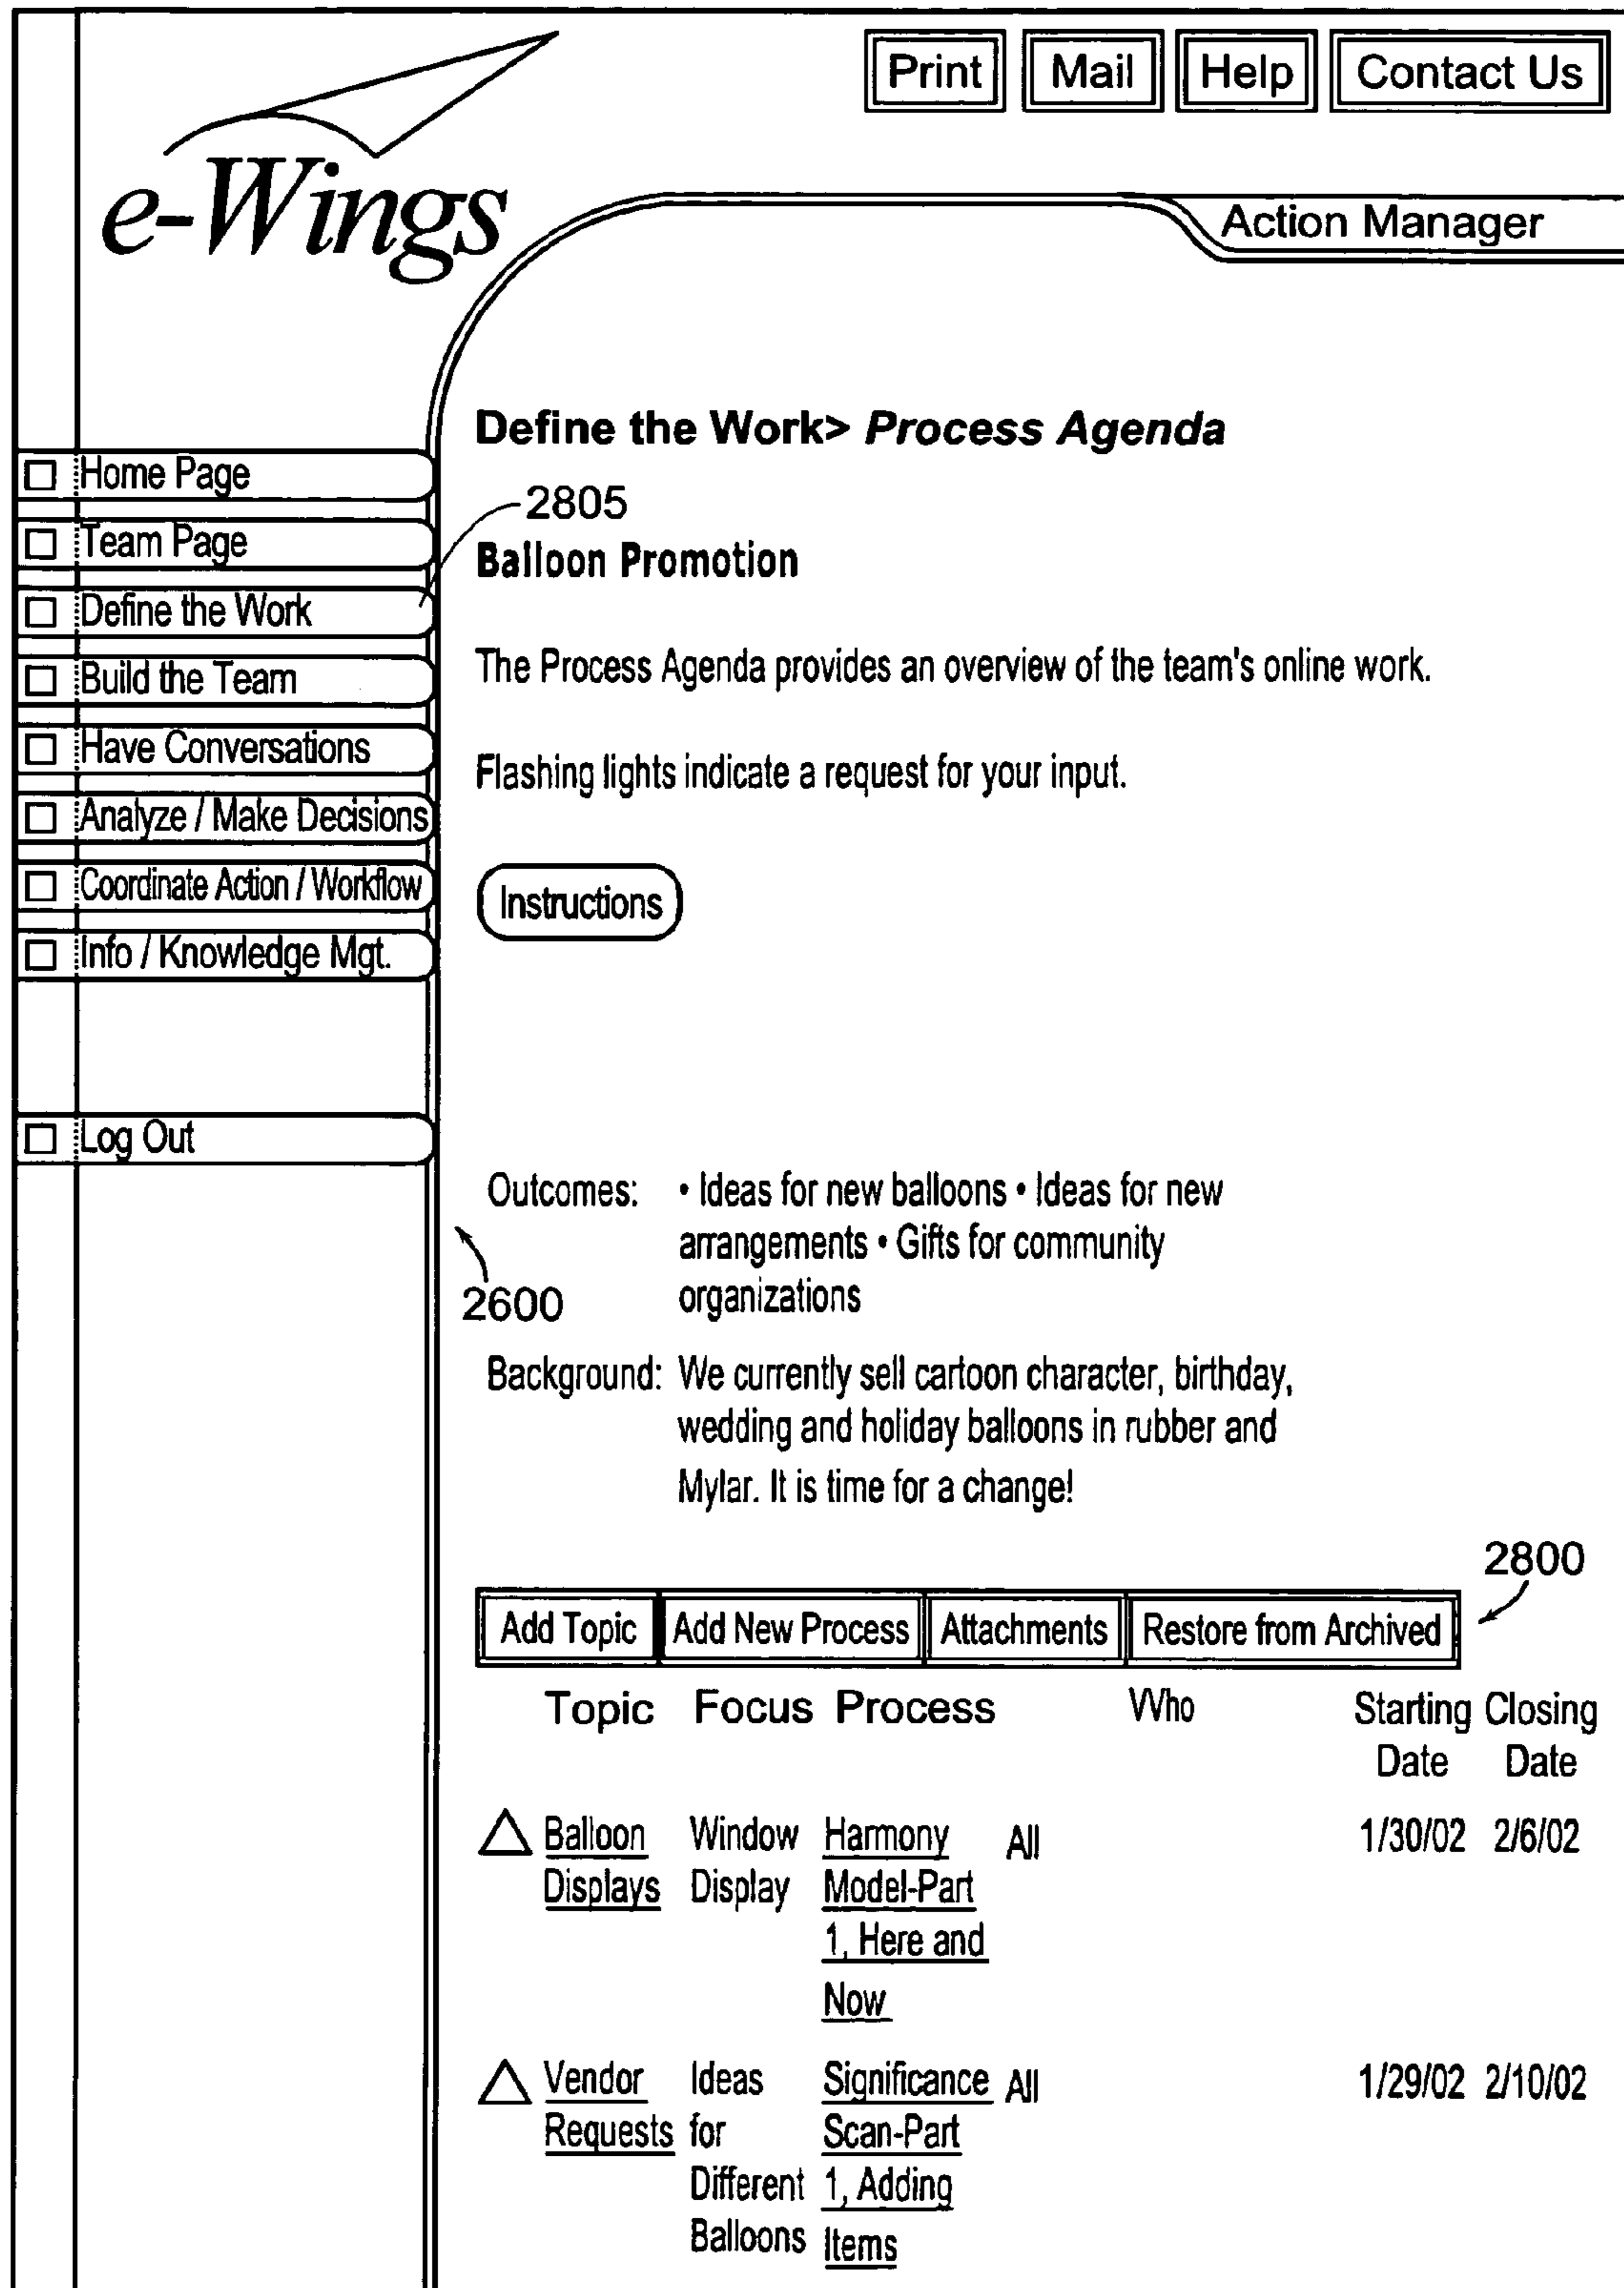 Print Mail Help Contact Us
e-Wings
Action Manager
Define the Work> Process Agenda
Home Page
2805
Team Page
Balloon Promotion
Define the Work
Build the Team
The Process Agenda provides an overview of the team's online work.
Have Conversations
Flashing lights indicate a request for your input.
Analyze / Make Decisions
Coordinate Action / Workflow
Instructions
Info / Knowledge Mgt.
Log Out
Outcomes: • Ideas for new balloons • Ideas for new
arrangements • Gifts for community
2600 organizations
Background: We currently sell cartoon character, birthday,
wedding and holiday balloons in rubber and
Mylar. It is time for a change!
2800
Add Topic Add New Process Attachments Restore from Archived
Topic Focus Process Who Starting Closing
Date Date
Balloon Window Harmony All 1/30/02 2/6/02
Displays Display Model-Part
1, Here and
Now
Vendor Ideas Significance All 1/29/02 2/10/02
Requests for Scan-Part
Different 1, Adding
Balloons Items